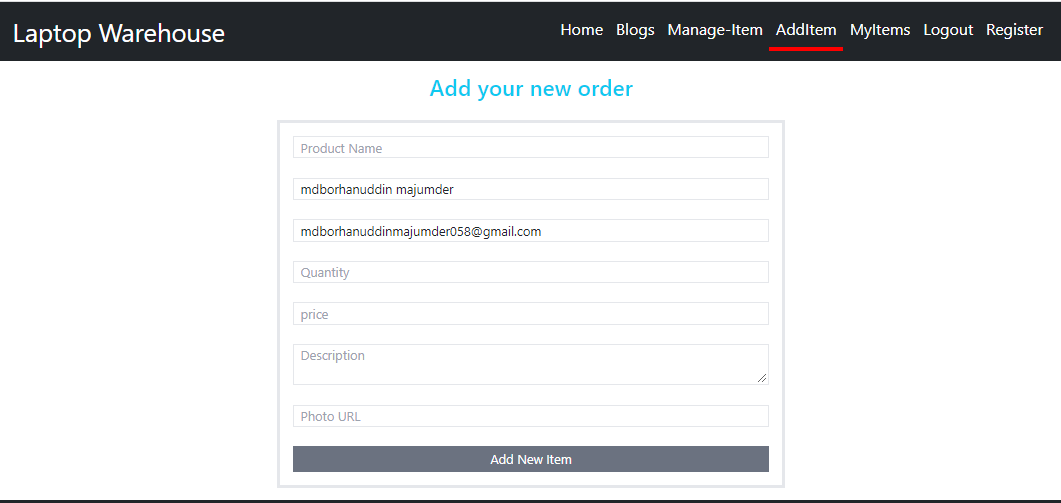 Laptop Warehouse
Home Blogs Manage-Item AddItem MyItems Logout Register
Add your new order
Product Name
mdborhanuddin majumder
mdborhanuddinmajumder058@gmail.com
Quantity
price
Description
Photo URL
Add New Item